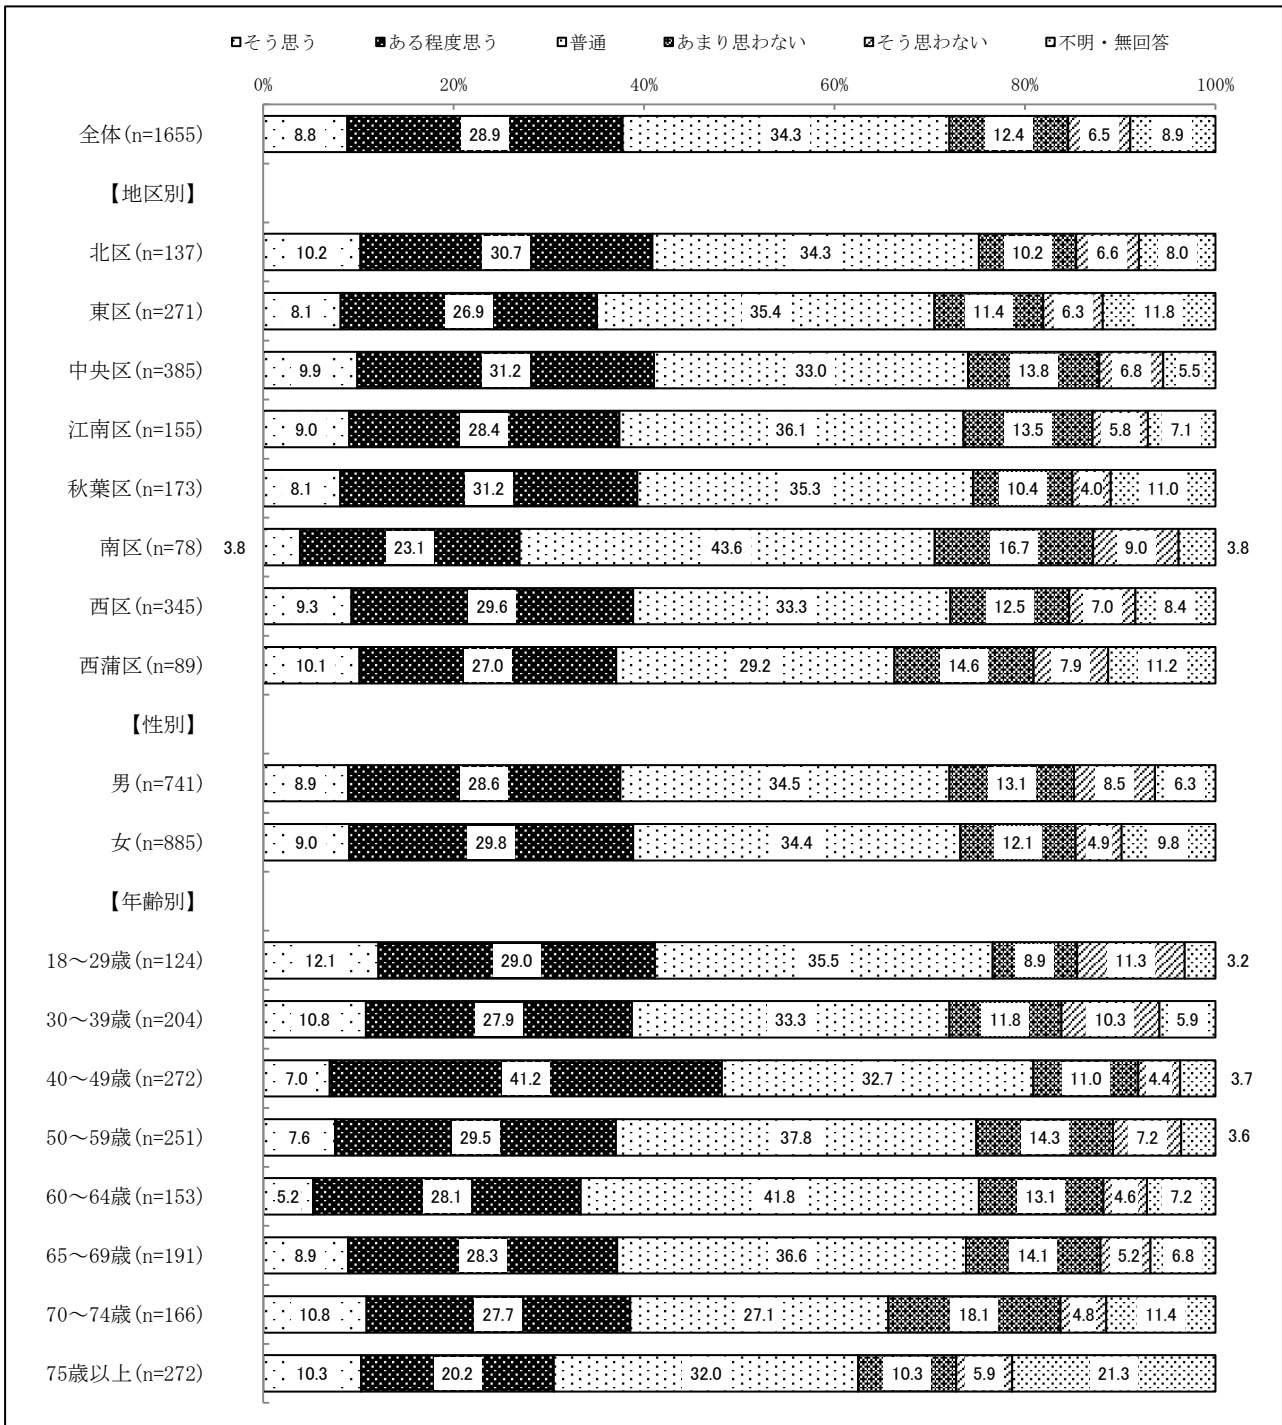 そう思う ある程度思う 普通 あまり思わない そう思わない 不明・無回答
0% 20% 40% 60% 80% 100%
全体(n=1655) 8.8 28.9 34.3 12.4 6.5 8.9
【地区別】
北区(n=137) 10.2 30.7 34.3 10.2 6.6 8.0
東区(n=271) 8.1 26.9 35.4 11.4 6.3 11.8
中央区(n=385) 9.9 31.2 33.0 13.8 6.8 5.5
江南区(n=155) 9.0 28.4 36.1 13.5 5.8 7.1
秋葉区(n=173) 8.1 31.2 35.3 10.4 4.0 11.0
南区(n=78) 3.8 23.1 43.6 16.7 9.0 3.8
西区(n=345) 9.3 29.6 33.3 12.5 7.0 8.4
西蒲区(n=89) 10.1 27.0 29.2 14.6 7.9 11.2
【性別】
男(n=741) 8.9 28.6 34.5 13.1 8.5 6.3
女(n=885) 9.0 29.8 34.4 12.1 4.9 9.8
【年齢別】
18～29歳(n=124) 12.1 29.0 35.5 8.9 11.3 3.2
30～39歳(n=204) 10.8 27.9 33.3 11.8 10.3 5.9
40～49歳(n=272) 7.0 41.2 32.7 11.0 4.4 3.7
50～59歳(n=251) 7.6 29.5 37.8 14.3 7.2 3.6
60～64歳(n=153) 5.2 28.1 41.8 13.1 4.6 7.2
65～69歳(n=191) 8.9 28.3 36.6 14.1 5.2 6.8
70～74歳(n=166) 10.8 27.7 27.1 18.1 4.8 11.4
75歳以上(n=272) 10.3 20.2 32.0 10.3 5.9 21.3